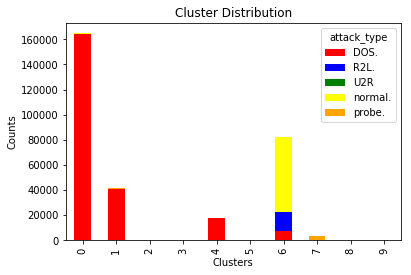 Cluster Distribution
attack_type
DOS.
R2L.
U2R
normal.
probe.
Counts
160000
140000
120000
100000
80000
60000
40000
20000
0
0 1 2 3 4 5 6 7 8 9
Clusters